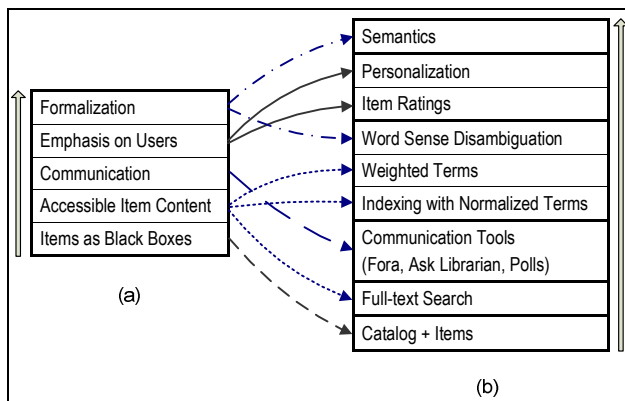 Formalization
Emphasis on Users
Communication
Accessible Item Content
Items as Black Boxes
(a)
Semantics
Personalization
Item Ratings
Word Sense Disambiguation
Weighted Terms
Indexing with Normalized Terms
Communication Tools
(Fora, Ask Librarian, Polls)
Full-text Search
Catalog + Items
(b)